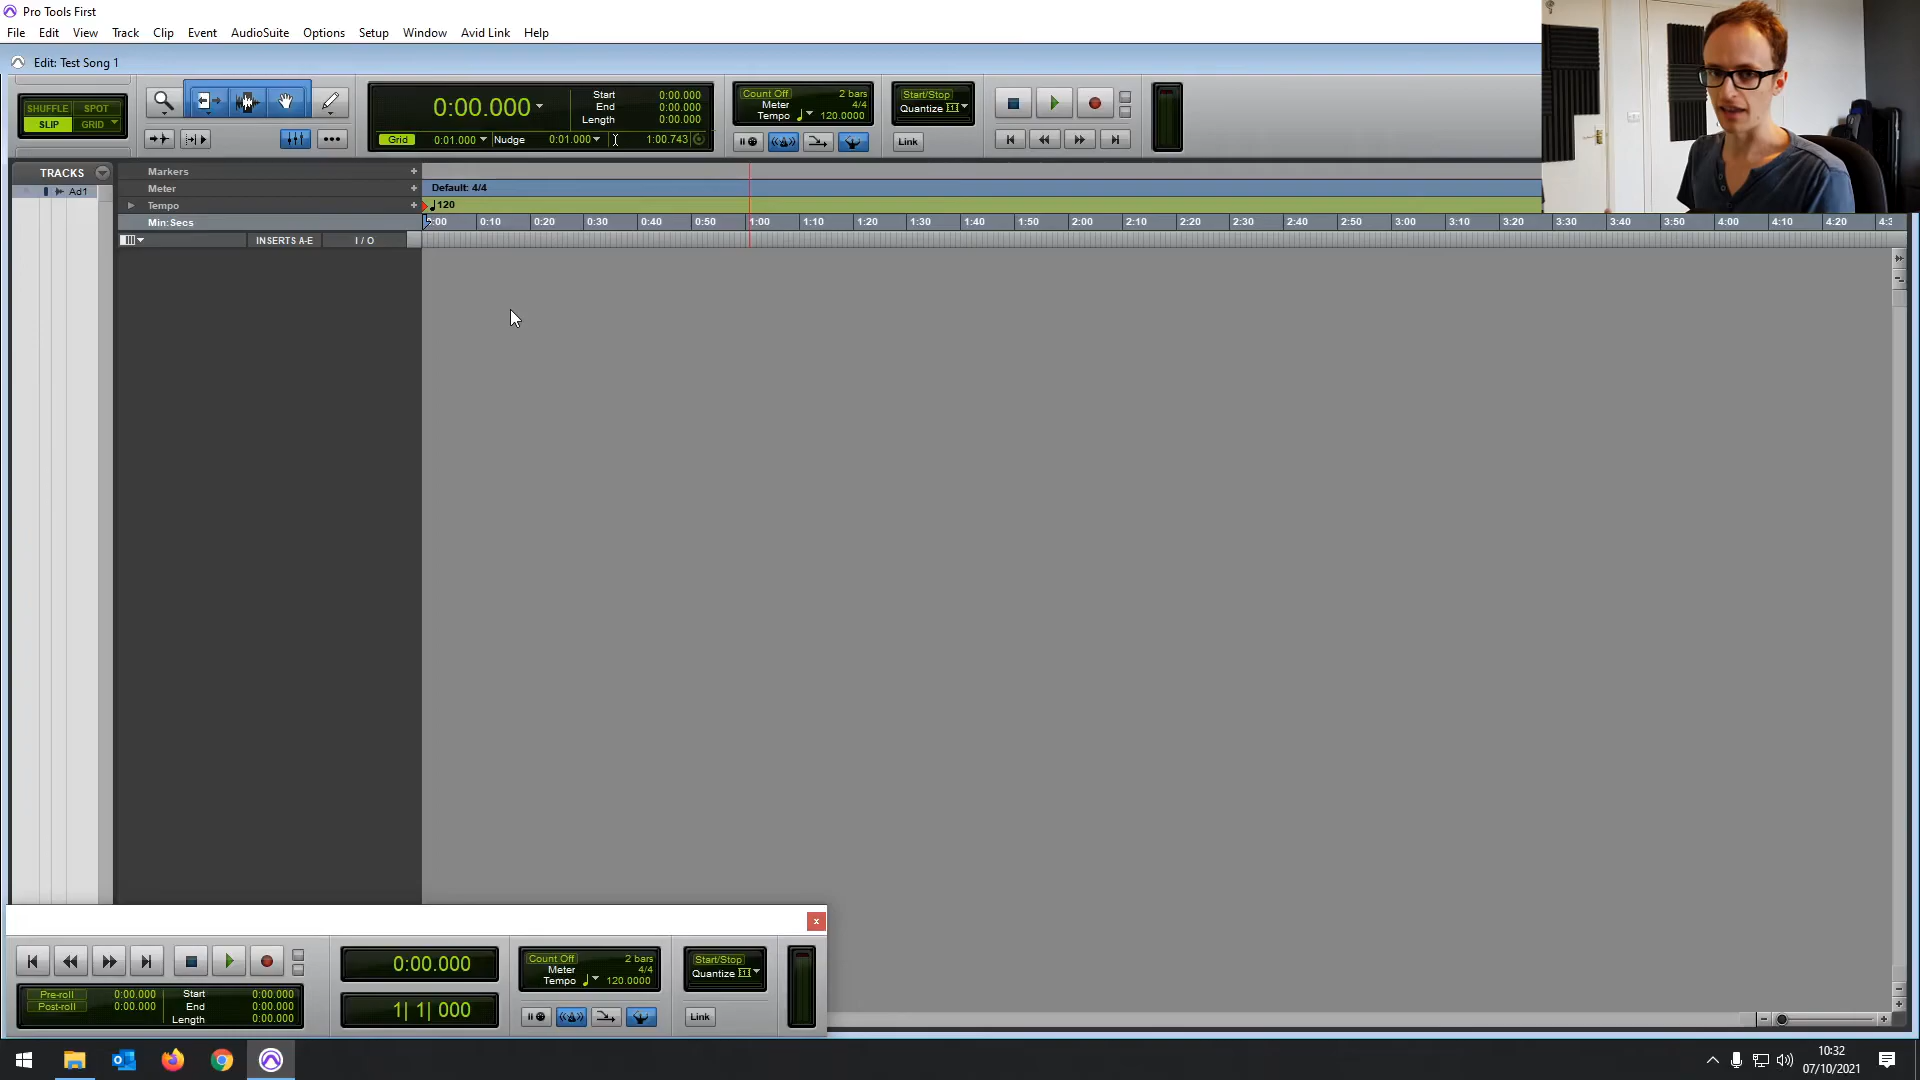 Pro Tools First
File Edit View Track Clip Event AudioSuite Options Setup Window Avid Link Help
Edit: Test Song 1
SHUFFLE SPOT
SLIP GRID
0:00.000
Start 0:00.000
End 0:00.000
Length 0:00.000
Grid 0:01.000 Nudge 0:01.000 1:00.743
Count Off 2 bars
Meter 4/4
Tempo 120.0000
Start/Stop
Quantize
Link
TRACKS
Ad1
Markers
Meter
Default: 4/4
Tempo
120
Min:Secs
0:10 0:20 0:30 0:40 0:50 1:00 1:10 1:20 1:30 1:40 1:50 2:00 2:10 2:20 2:30 2:40 2:50 3:00 3:10 3:20 3:30 3:40 3:50 4:00 4:10 4:20
INSERTS A-E I / O
Pre-roll 0:00.000
Post-roll 0:00.000
Start 0:00.000
End 0:00.000
Length 0:00.000
0:00.000
1| 1| 000
Count Off 2 bars
Meter 4/4
Tempo 120.0000
Start/Stop
Quantize
Link
10:32
07/10/2021